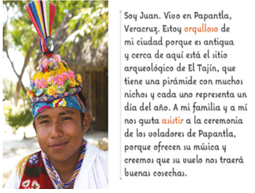 Soy Juan. Vivo en Papantla,
Veracruz. Estoy orgulloso de
mi ciudad porque es antigua
y cerca de aquí está el sitio
arqueológico de El Tajín, que
tiene una pirámide con muchos
nichos y cada uno representa un
día del año. A mi familia y a mí
nos gusta asistir a la ceremonia
de los voladores de Papantla,
porque ofrecen su música y
creemos que su vuelo nos traerá
buenas cosechas.